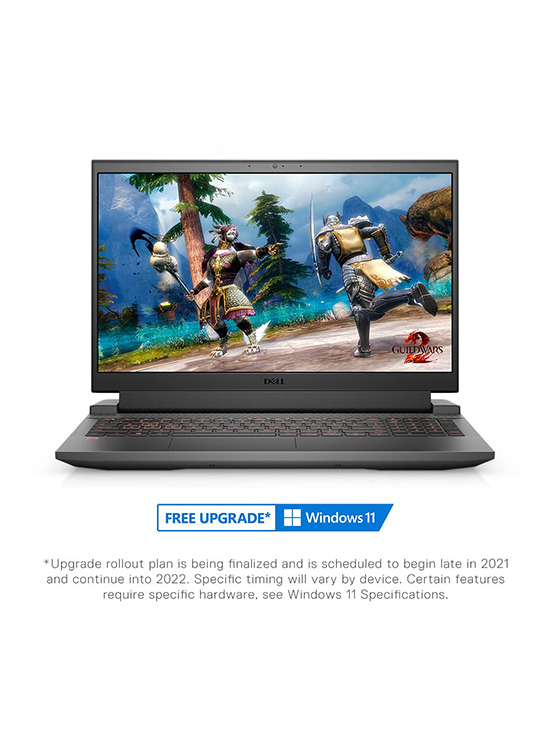 GUILDWARS
2
DELL
FREE UPGRADE* Windows 11
*Upgrade rollout plan is being finalized and is scheduled to begin late in 2021
and continue into 2022. Specific timing will vary by device. Certain features
require specific hardware, see Windows 11 Specifications.